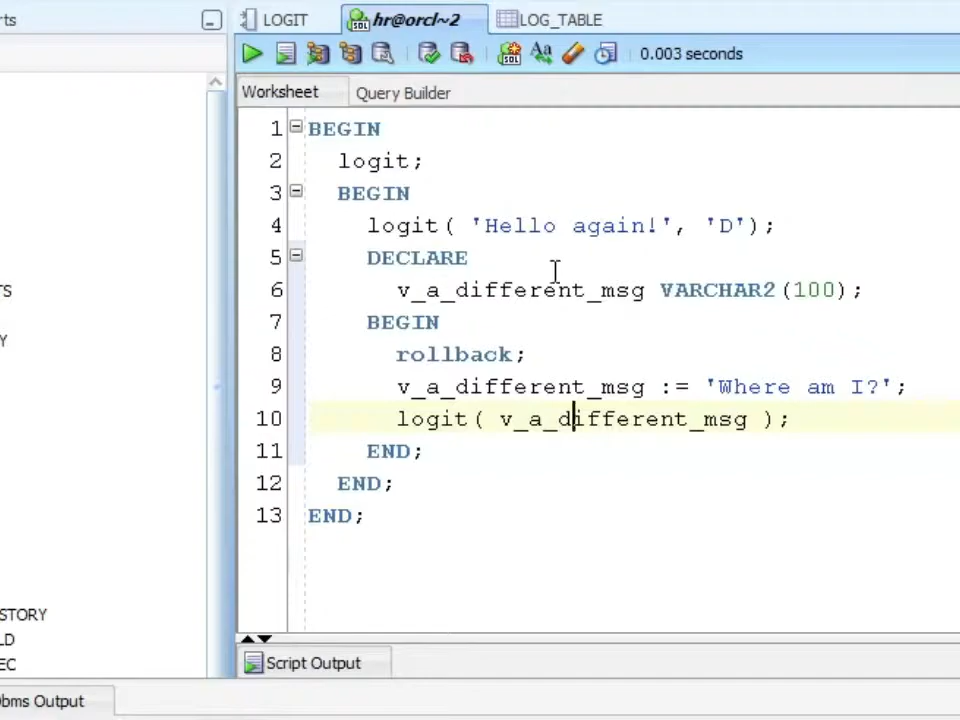 rts
LOGIT
hr@orcl~2
LOG_TABLE
0.003 seconds
Worksheet
Query Builder
1 BEGIN
2 logit;
3 BEGIN
4 logit( 'Hello again!', 'D');
5 DECLARE
6 v_a_different_msg VARCHAR2(100);
7 BEGIN
8 rollback;
9 v_a_different_msg := 'Where am I?';
10 logit( v_a_different_msg );
11 END;
12 END;
13 END;
TS
Y
STORY
LD
EC
Script Output
Dbms Output